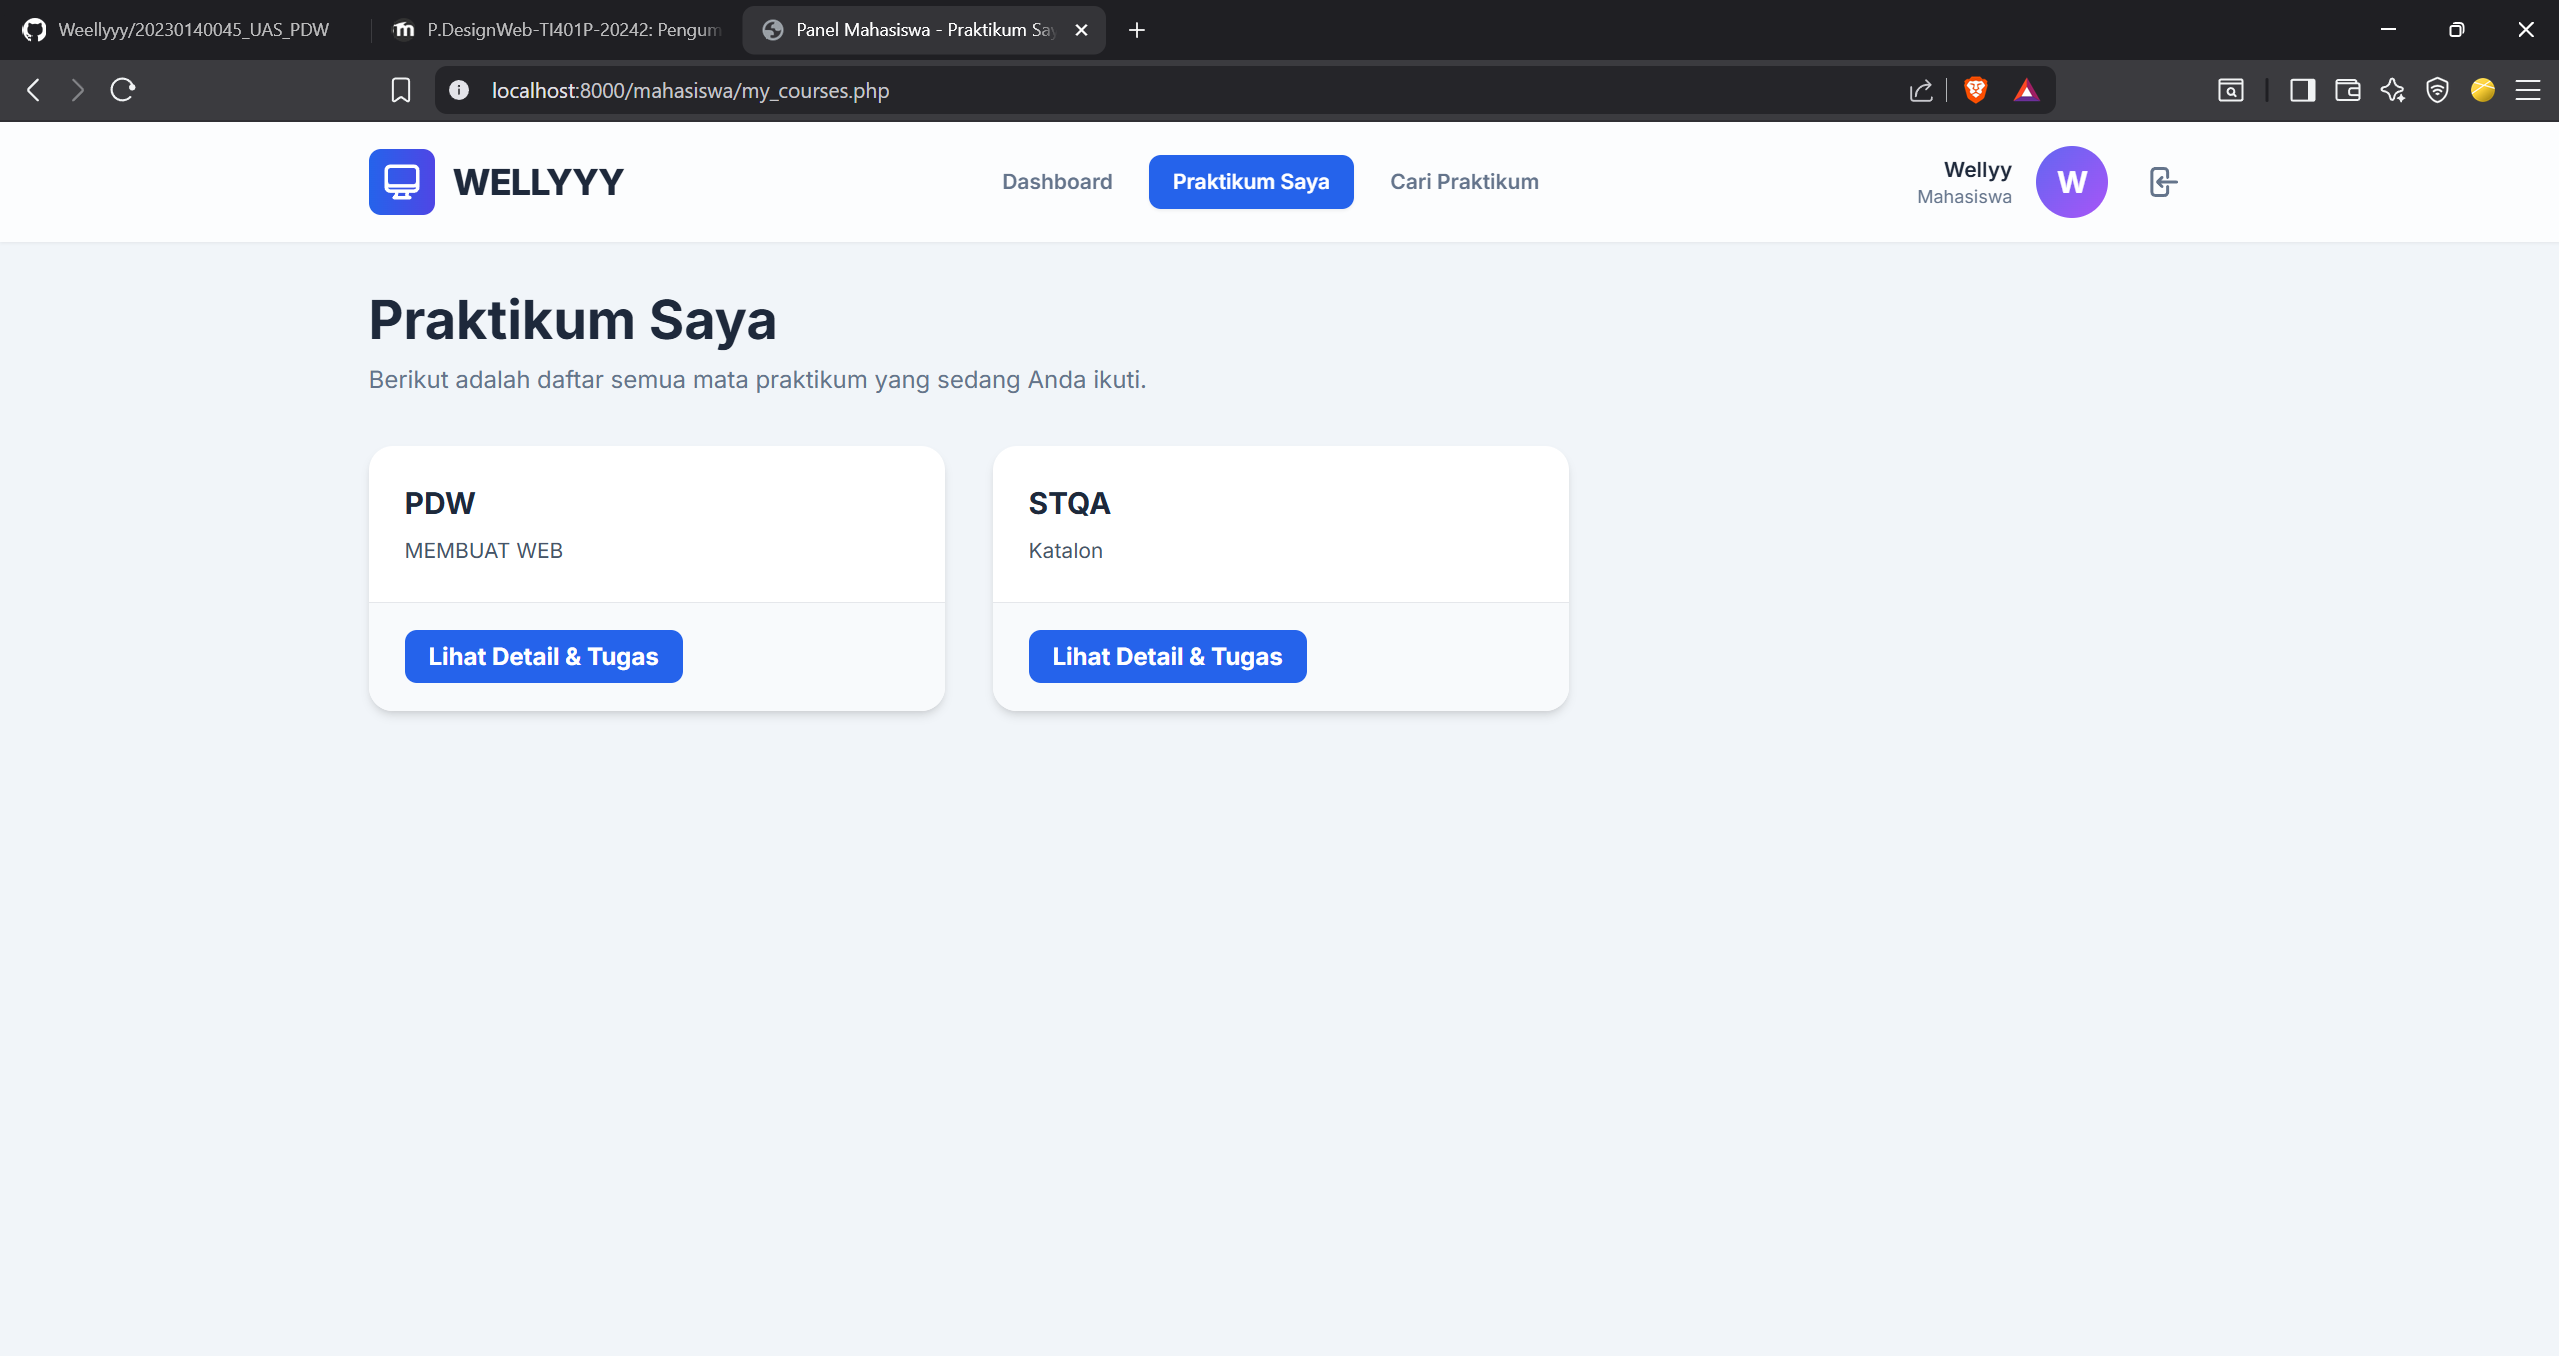 Weellyyy/20230140045_UAS_PDW
P.DesignWeb-TI401P-20242: Pengum
Panel Mahasiswa - Praktikum Say
localhost:8000/mahasiswa/my_courses.php
WELLYYY
Dashboard
Praktikum Saya
Cari Praktikum
Wellyy
Mahasiswa
W
Praktikum Saya
Berikut adalah daftar semua mata praktikum yang sedang Anda ikuti.
PDW
MEMBUAT WEB
Lihat Detail & Tugas
STQA
Katalon
Lihat Detail & Tugas